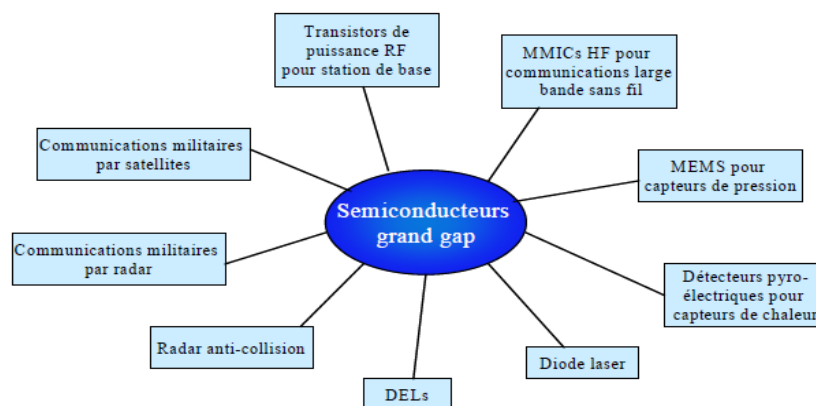 Transistors de
puissance RF
pour station de base
MMICs HF pour
communications large
bande sans fil
Communications militaires
par satellites
MEMS pour
capteurs de pression
Semiconducteurs
grand gap
Communications militaires
par radar
Détecteurs pyro-
électriques pour
capteurs de chaleur
Radar anti-collision
Diode laser
DELs